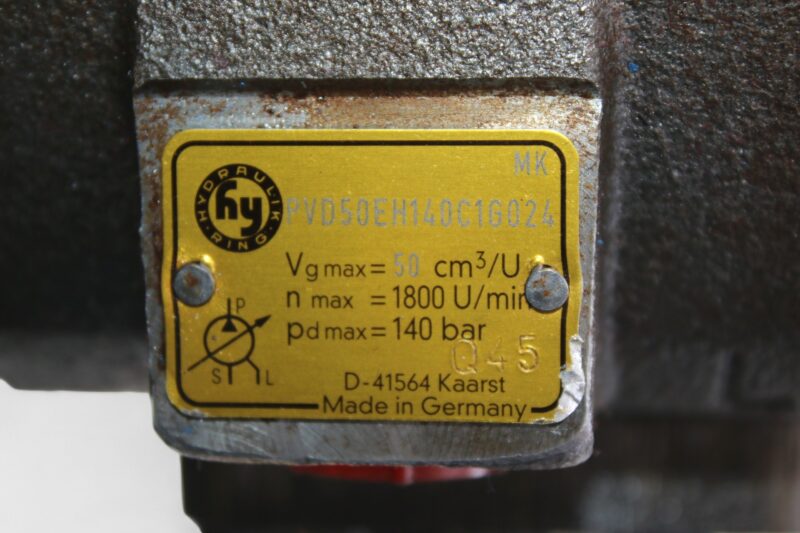 MK
HYDRAULIK
hy
RING
PVD50EH140C1G024
Vg max = 50 cm³/U
n max = 1800 U/min
pd max = 140 bar
Q45
P
S L
D-41564 Kaarst
Made in Germany